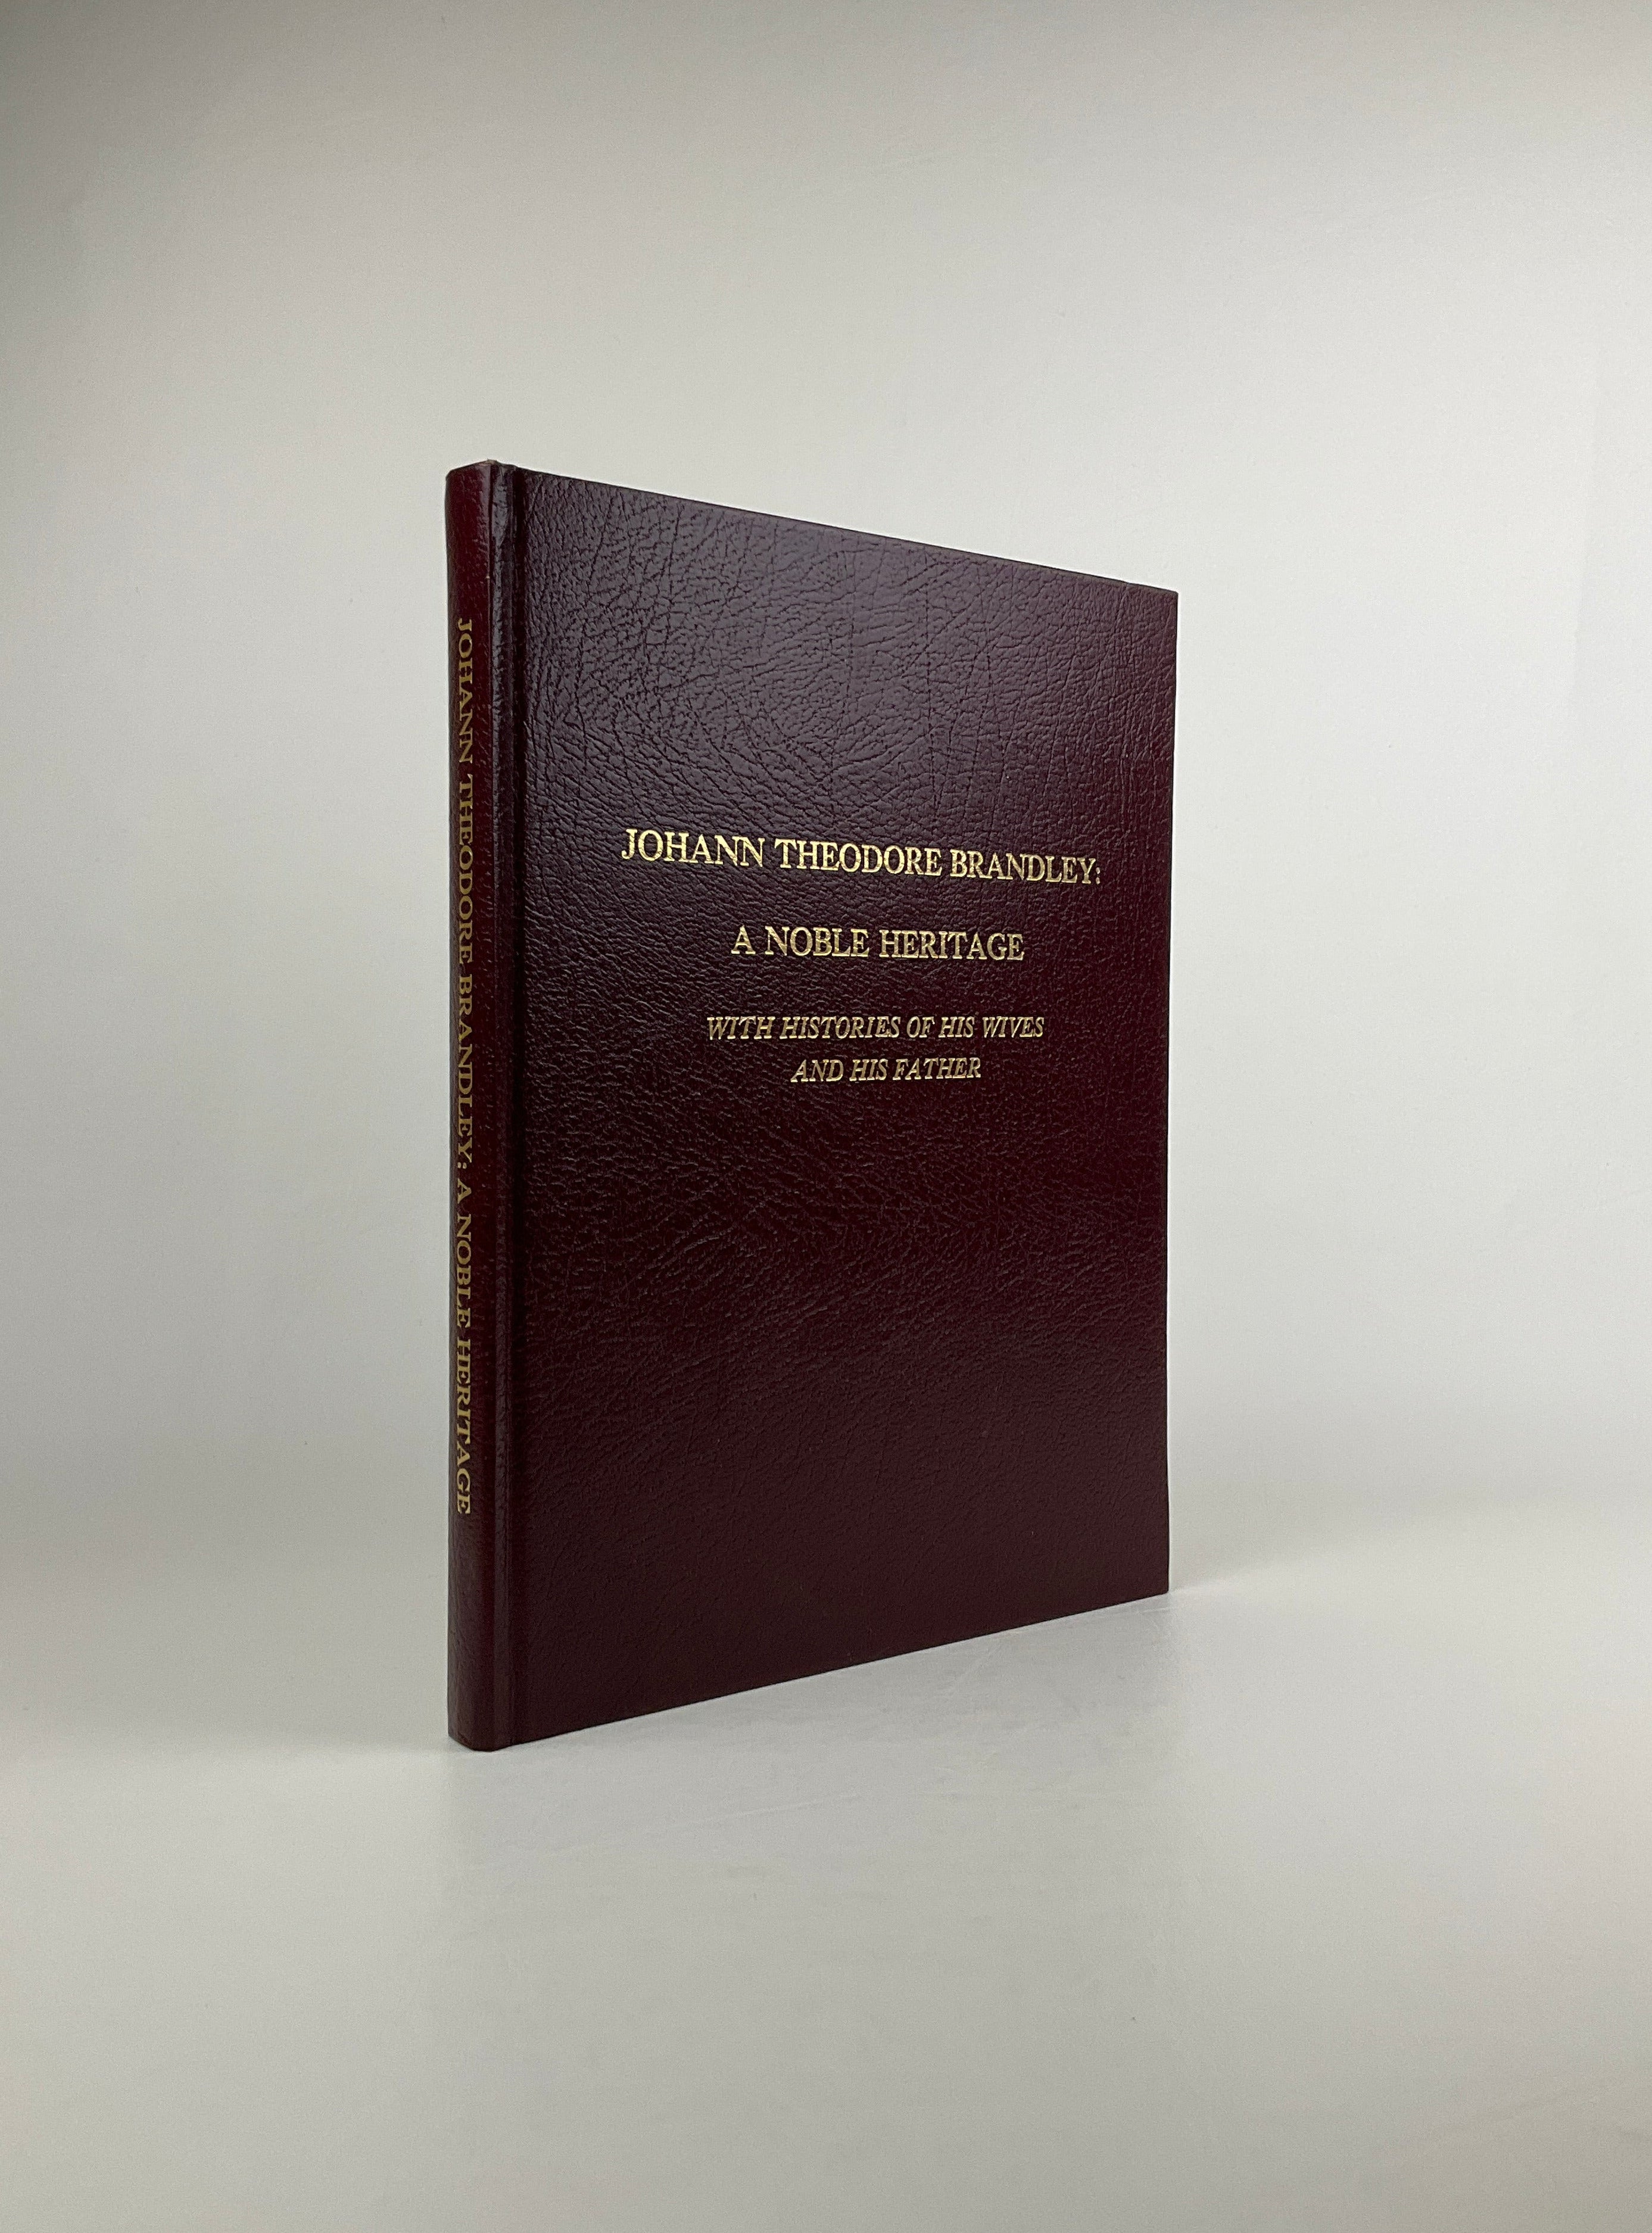 JOHANN THEODORE BRANDLEY: A NOBLE HERITAGE
JOHANN THEODORE BRANDLEY:
A NOBLE HERITAGE
WITH HISTORIES OF HIS WIVES
AND HIS FATHER